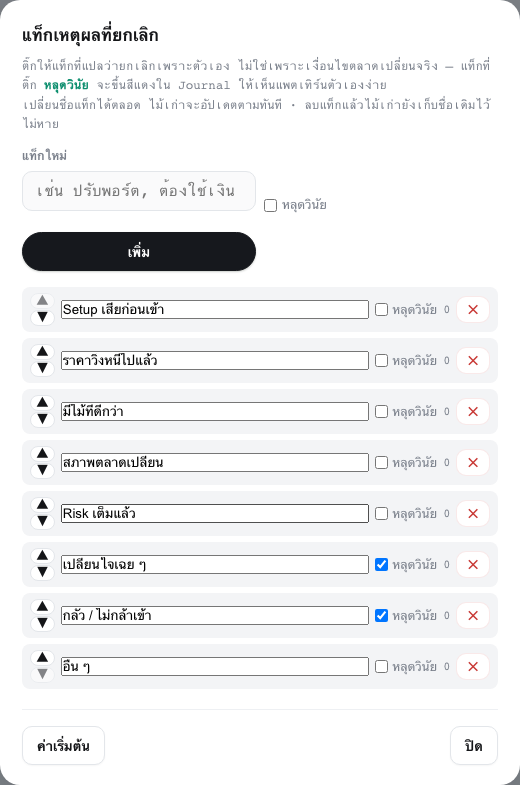 แท็กเหตุผลที่ยกเลิก
ติ๊กให้แท็กที่แปลว่ายกเลิกเพราะตัวเอง ไม่ใช่เพราะเงื่อนไขตลาดเปลี่ยนจริง — แท็กที่
ติ๊ก หลุดวินัย จะขึ้นสีแดงใน Journal ให้เห็นแพตเทิร์นตัวเองง่าย
เปลี่ยนชื่อแท็กได้ตลอด ไม้เก่าจะอัปเดตตามทันที · ลบแท็กแล้วไม้เก่ายังเก็บชื่อเดิมไว้
ไม่หาย
แท็กใหม่
เช่น ปรับพอร์ต, ต้องใช้เงิน
หลุดวินัย
เพิ่ม
Setup เสียก่อนเข้า หลุดวินัย 0
ราคาวิ่งหนีไปแล้ว หลุดวินัย 0
มีไม้ที่ดีกว่า หลุดวินัย 0
สภาพตลาดเปลี่ยน หลุดวินัย 0
Risk เต็มแล้ว หลุดวินัย 0
เปลี่ยนใจเฉย ๆ หลุดวินัย 0
กลัว / ไม่กล้าเข้า หลุดวินัย 0
อื่น ๆ หลุดวินัย 0
ค่าเริ่มต้น ปิด